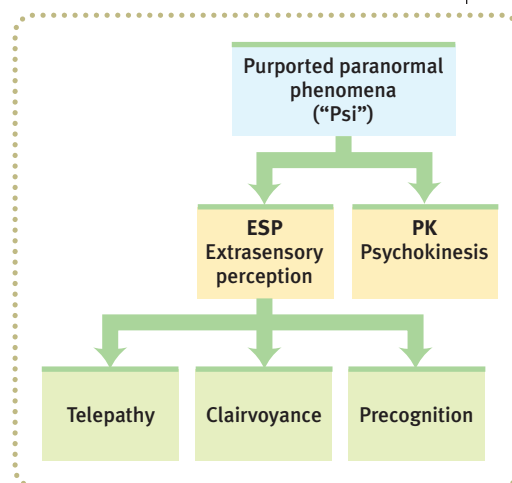 Purported paranormal
phenomena
(“Psi”)
ESP
Extrasensory
perception
PK
Psychokinesis
Telepathy
Clairvoyance
Precognition